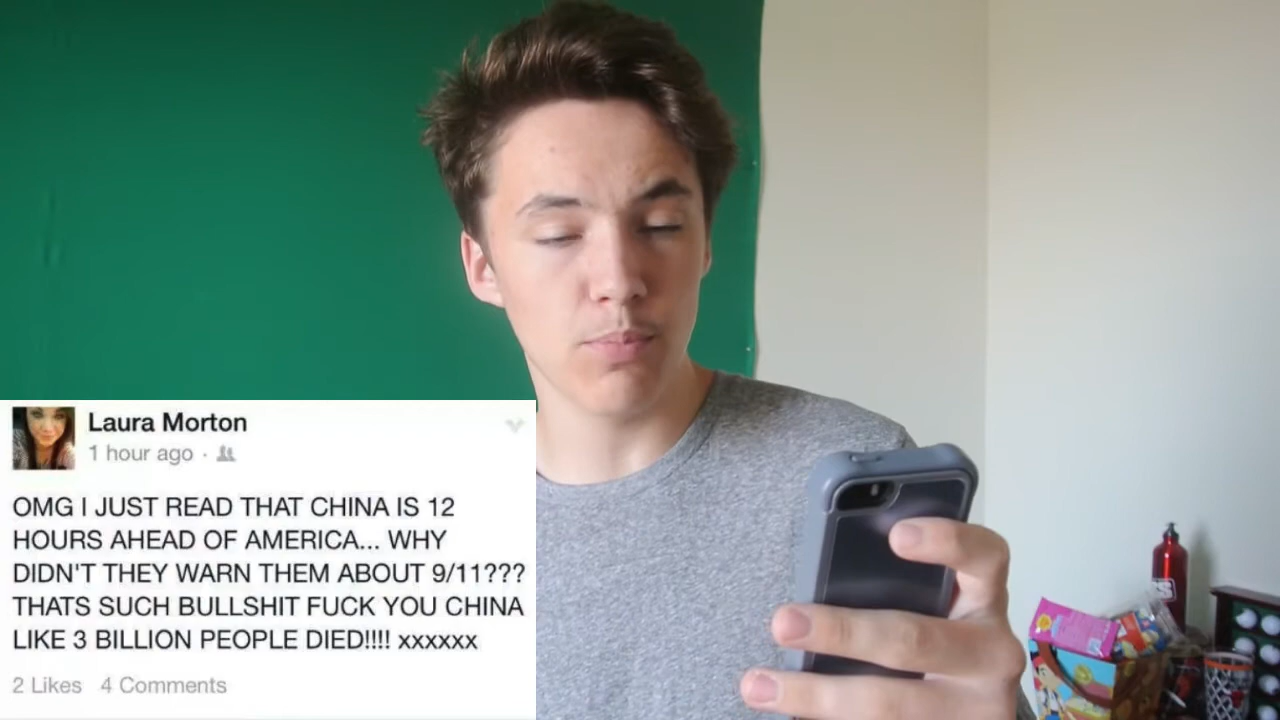 Laura Morton
1 hour ago ·
OMG I JUST READ THAT CHINA IS 12
HOURS AHEAD OF AMERICA... WHY
DIDN'T THEY WARN THEM ABOUT 9/11???
THATS SUCH BULLSHIT FUCK YOU CHINA
LIKE 3 BILLION PEOPLE DIED!!!! xxxxxx
2 Likes 4 Comments